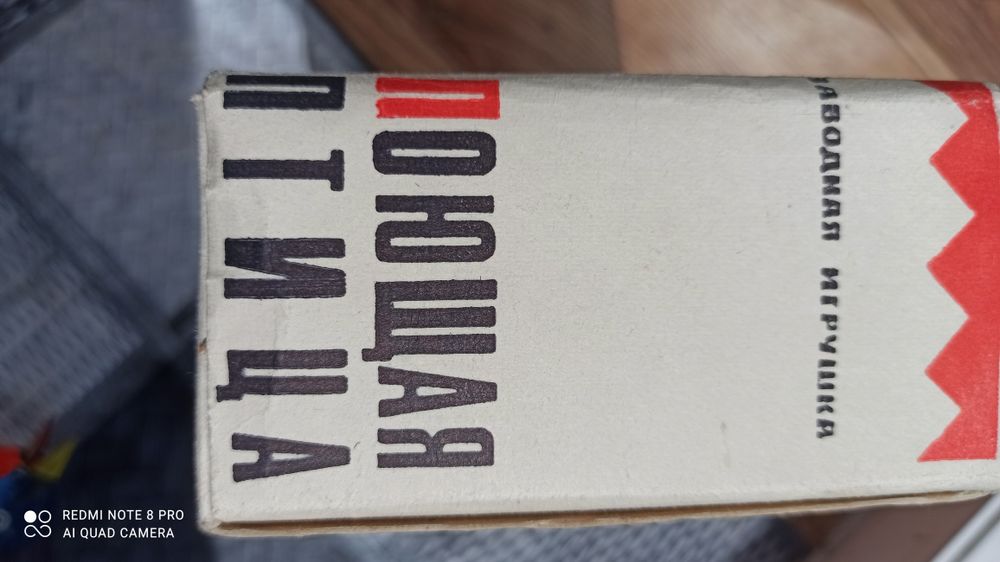 ЗАВОДНАЯ ИГРУШКА
ПОЮЩАЯ
ПТИЦА
REDMI NOTE 8 PRO
AI QUAD CAMERA